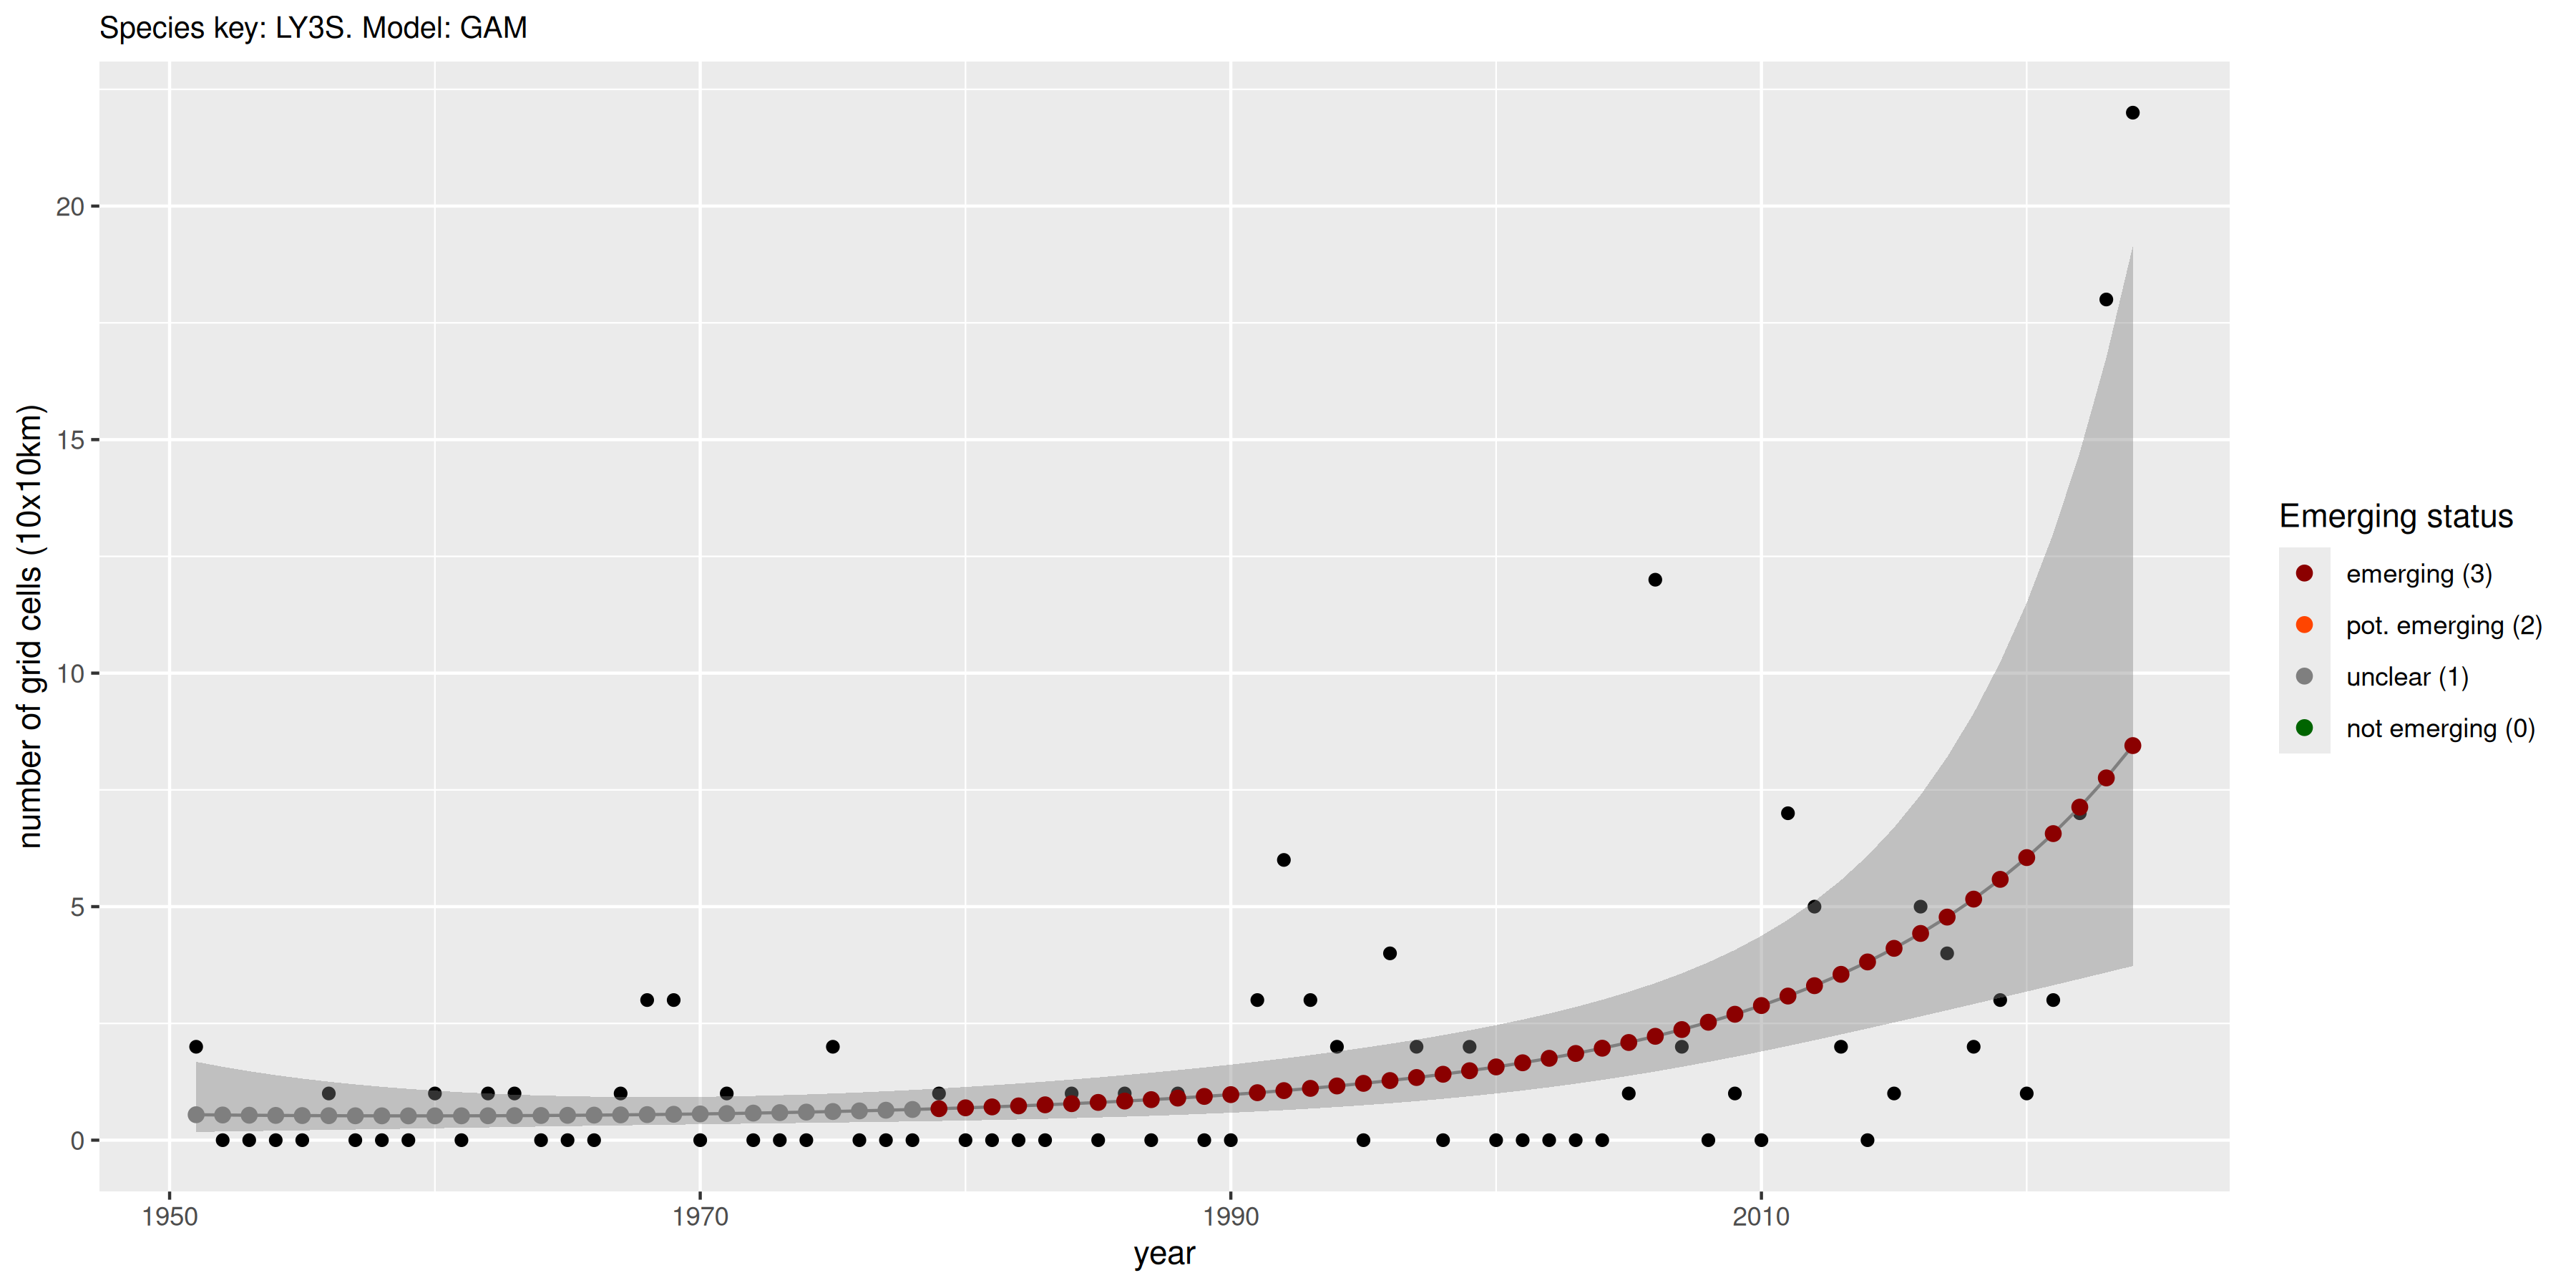 Species key: LY3S. Model: GAM
number of grid cells (10x10km)
20
15
10
5
0
1950
1970
1990
2010
year
Emerging status
emerging (3)
pot. emerging (2)
unclear (1)
not emerging (0)